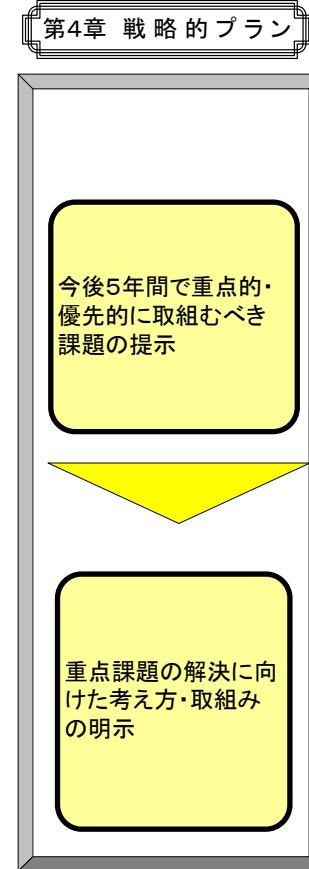 第4章 戦略的プラン
今後5年間で重点的・
優先的に取組むべき
課題の提示
重点課題の解決に向
けた考え方・取組み
の明示